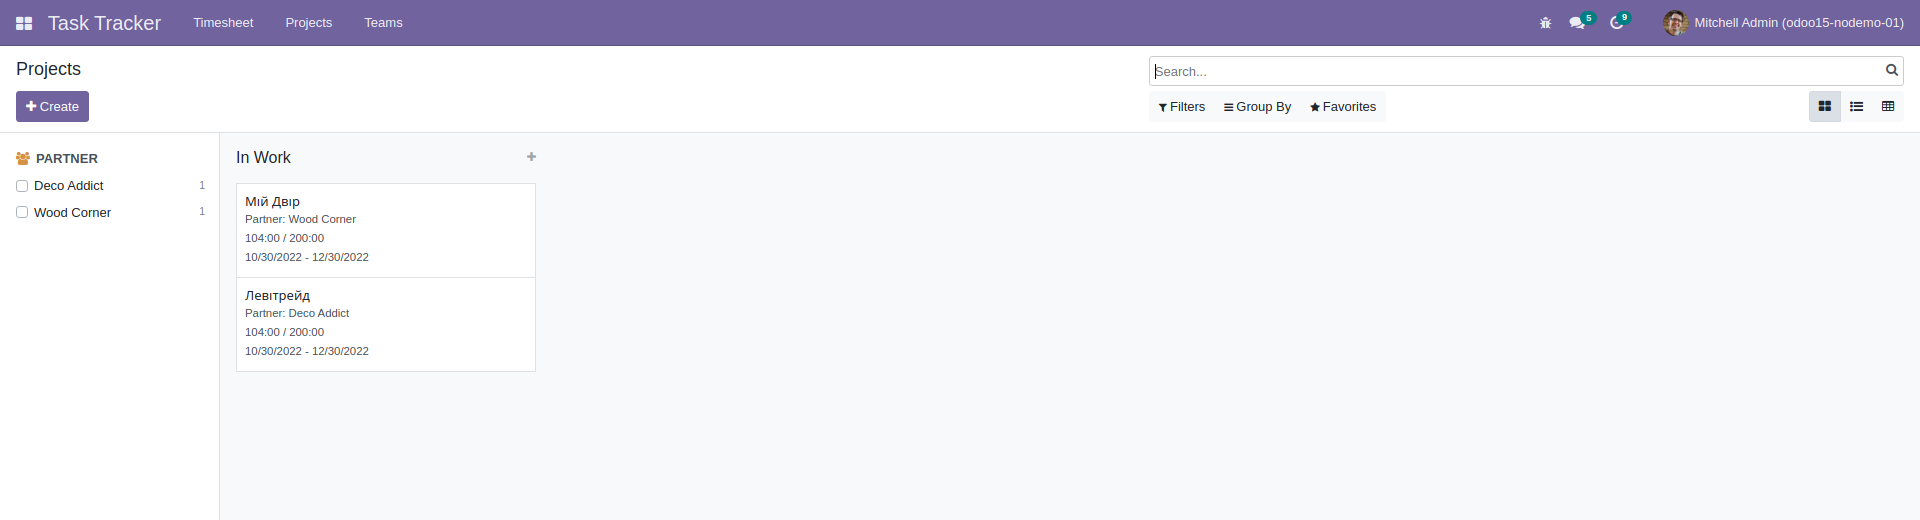 Task Tracker Timesheet Projects Teams 5 9 Mitchell Admin (odoo15-nodemo-01)
Projects
Search...
Create
Filters Group By Favorites
PARTNER
Deco Addict 1
Wood Corner 1
In Work
Мій Двір
Partner: Wood Corner
104:00 / 200:00
10/30/2022 - 12/30/2022
Левітрейд
Partner: Deco Addict
104:00 / 200:00
10/30/2022 - 12/30/2022